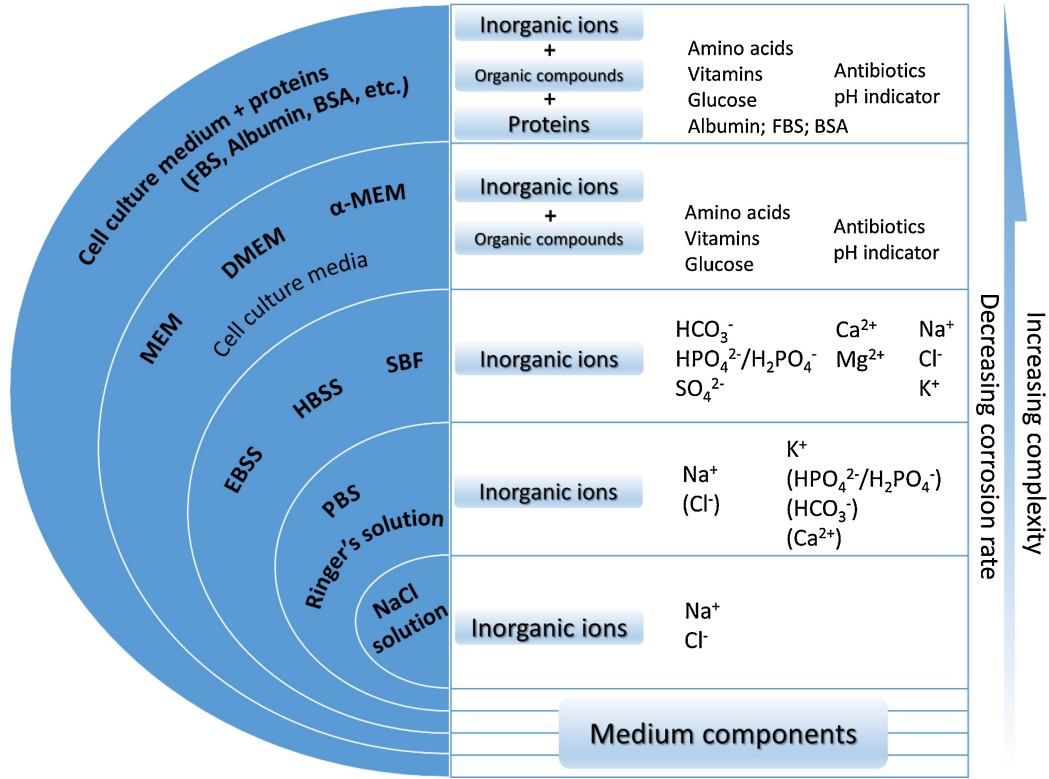 Cell culture medium + proteins
(FBS, Albumin, BSA, etc.)
MEM
DMEM
α-MEM
Cell culture media
EBSS
HBSS
SBF
PBS
Ringer's solution
NaCl
solution
Inorganic ions
+
Organic compounds
+
Proteins
Amino acids
Vitamins
Glucose
Albumin; FBS; BSA
Antibiotics
pH indicator
Inorganic ions
+
Organic compounds
Amino acids
Vitamins
Glucose
Antibiotics
pH indicator
Inorganic ions
HCO₃⁻
HPO₄²⁻/H₂PO₄⁻
SO₄²⁻
Ca²⁺
Mg²⁺
Na⁺
Cl⁻
K⁺
Inorganic ions
Na⁺
(Cl⁻)
K⁺
(HPO₄²⁻/H₂PO₄⁻)
(HCO₃⁻)
(Ca²⁺)
Inorganic ions
Na⁺
Cl⁻
Medium components
Decreasing corrosion rate
Increasing complexity